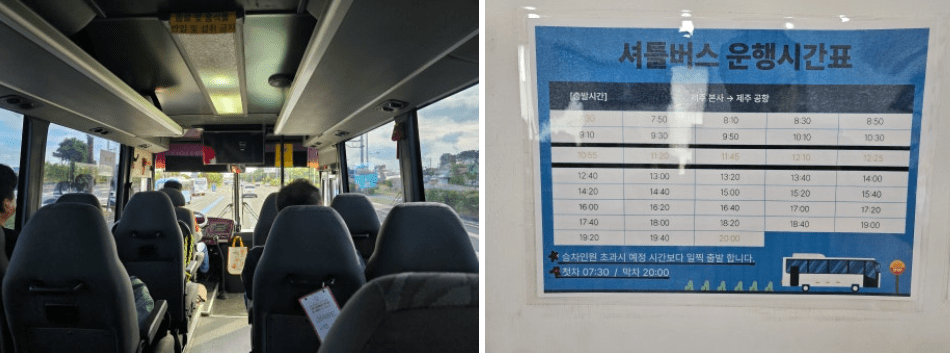 셔틀버스 운행시간표
[출발시간] 제주 본사 → 제주 공항
7:30 7:50 8:10 8:30 8:50
9:10 9:30 9:50 10:10 10:30
10:55 11:20 11:45 12:10 12:25
12:40 13:00 13:20 13:40 14:00
14:20 14:40 15:00 15:20 15:40
16:00 16:20 16:40 17:00 17:20
17:40 18:00 18:20 18:40 19:00
19:20 19:40 20:00
승차인원 초과시 예정 시간보다 일찍 출발 합니다.
첫차 07:30 / 막차 20:00